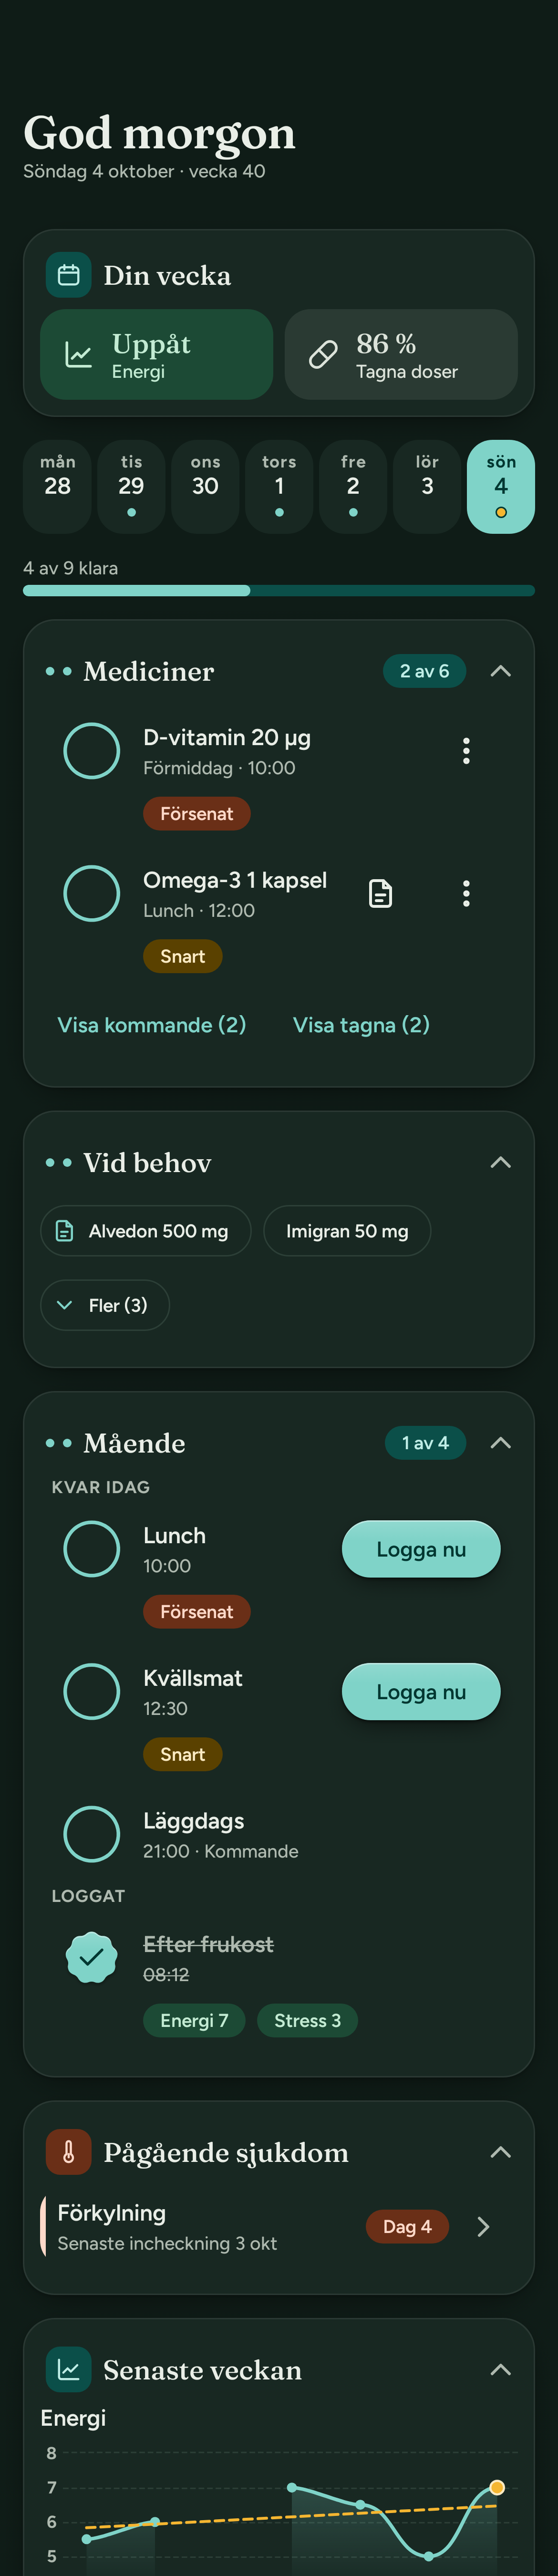 God morgon
Söndag 4 oktober · vecka 40
Din vecka
Uppåt
Energi
86 %
Tagna doser
mån tis ons tors fre lör sön
28 29 30 1 2 3 4
4 av 9 klara
Mediciner 2 av 6
D-vitamin 20 µg
Förmiddag · 10:00
Försenat
Omega-3 1 kapsel
Lunch · 12:00
Snart
Visa kommande (2) Visa tagna (2)
Vid behov
Alvedon 500 mg Imigran 50 mg
Fler (3)
Mående 1 av 4
KVAR IDAG
Lunch
10:00
Logga nu
Försenat
Kvällsmat
12:30
Logga nu
Snart
Läggdags
21:00 · Kommande
LOGGAT
Efter frukost
08:12
Energi 7 Stress 3
Pågående sjukdom
Förkylning
Senaste incheckning 3 okt
Dag 4
Senaste veckan
Energi
8
7
6
5